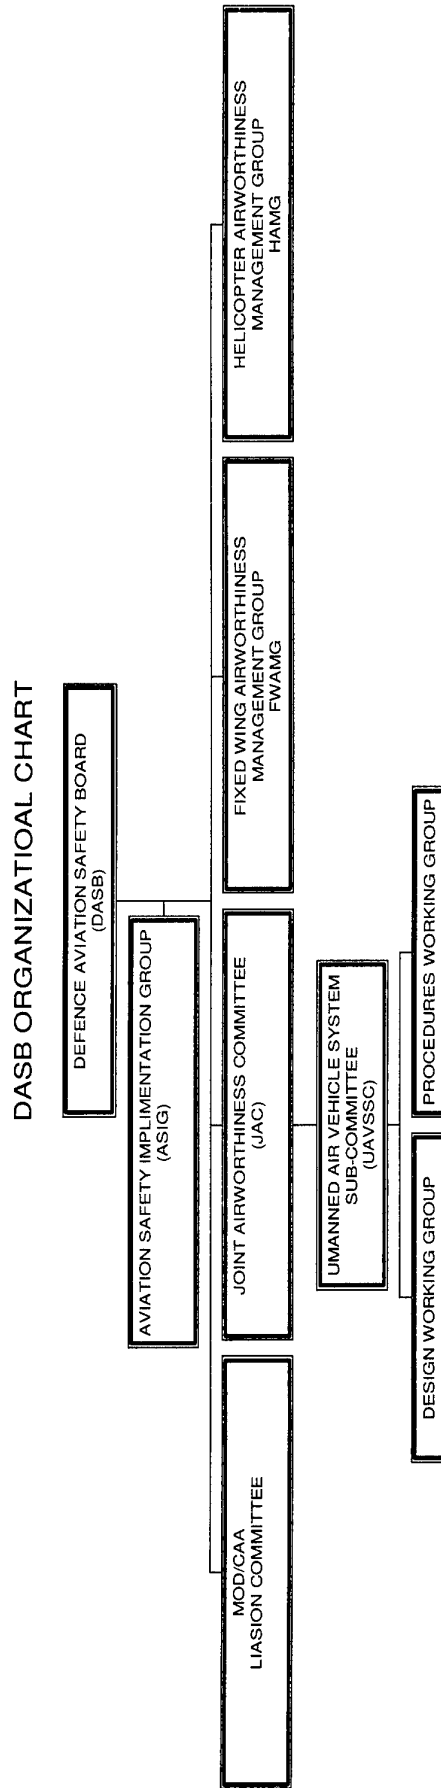 DASB ORGANIZATIOAL CHART
DEFENCE AVIATION SAFETY BOARD
(DASB)
AVIATION SAFETY IMPLIMENTATION GROUP
(ASIG)
MOD/CAA
LIASION COMMITTEE
JOINT AIRWORTHINESS COMMITTEE
(JAC)
FIXED WING AIRWORTHINESS
MANAGEMENT GROUP
FWAMG
HELICOPTER AIRWORTHINESS
MANAGEMENT GROUP
HAMG
UMANNED AIR VEHICLE SYSTEM
SUB-COMMITTEE
(UAVSSC)
DESIGN WORKING GROUP
PROCEDURES WORKING GROUP